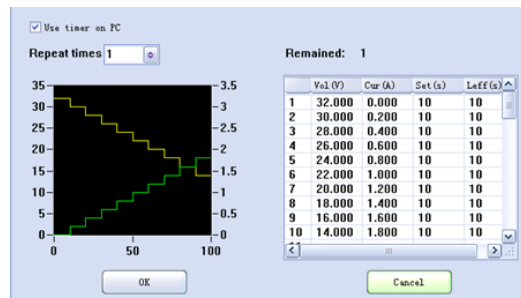 Use timer on PC
Repeat times 1
Remained: 1
35 3.5
30 3
25 2.5
20 2
15 1.5
10 1
5 0.5
0 0
0 50 100
Vol(V) Cur(A) Set(s) Leff(s)
1 32.000 0.000 10 10
2 30.000 0.200 10 10
3 28.000 0.400 10 10
4 26.000 0.600 10 10
5 24.000 0.800 10 10
6 22.000 1.000 10 10
7 20.000 1.200 10 10
8 18.000 1.400 10 10
9 16.000 1.600 10 10
10 14.000 1.800 10 10
OK
Cancel